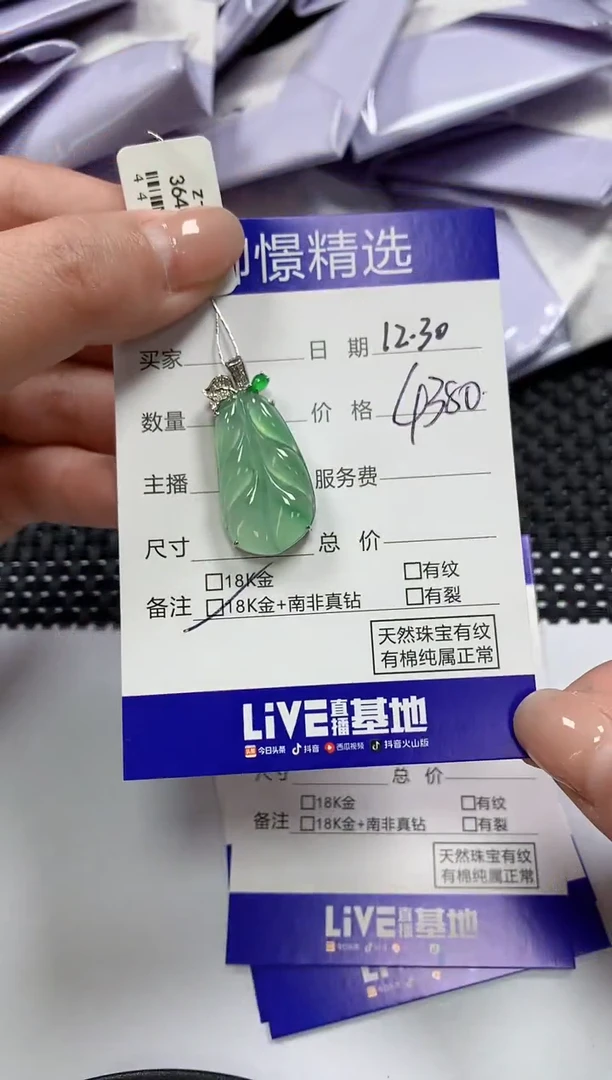 364
44
憬精选
买家 日 期 12.30
数量 价 格 4380
主播 服务费
尺寸 总 价
□18K金 □有纹
备注 □18K金+南非真钻 □有裂
天然珠宝有纹
有棉纯属正常
LiVE直播基地
头条 今日头条 抖音 西瓜视频 抖音火山版
尺寸 总 价
□18K金 □有纹
备注 □18K金+南非真钻 □有裂
天然珠宝有纹
有棉纯属正常
LiVE直播基地